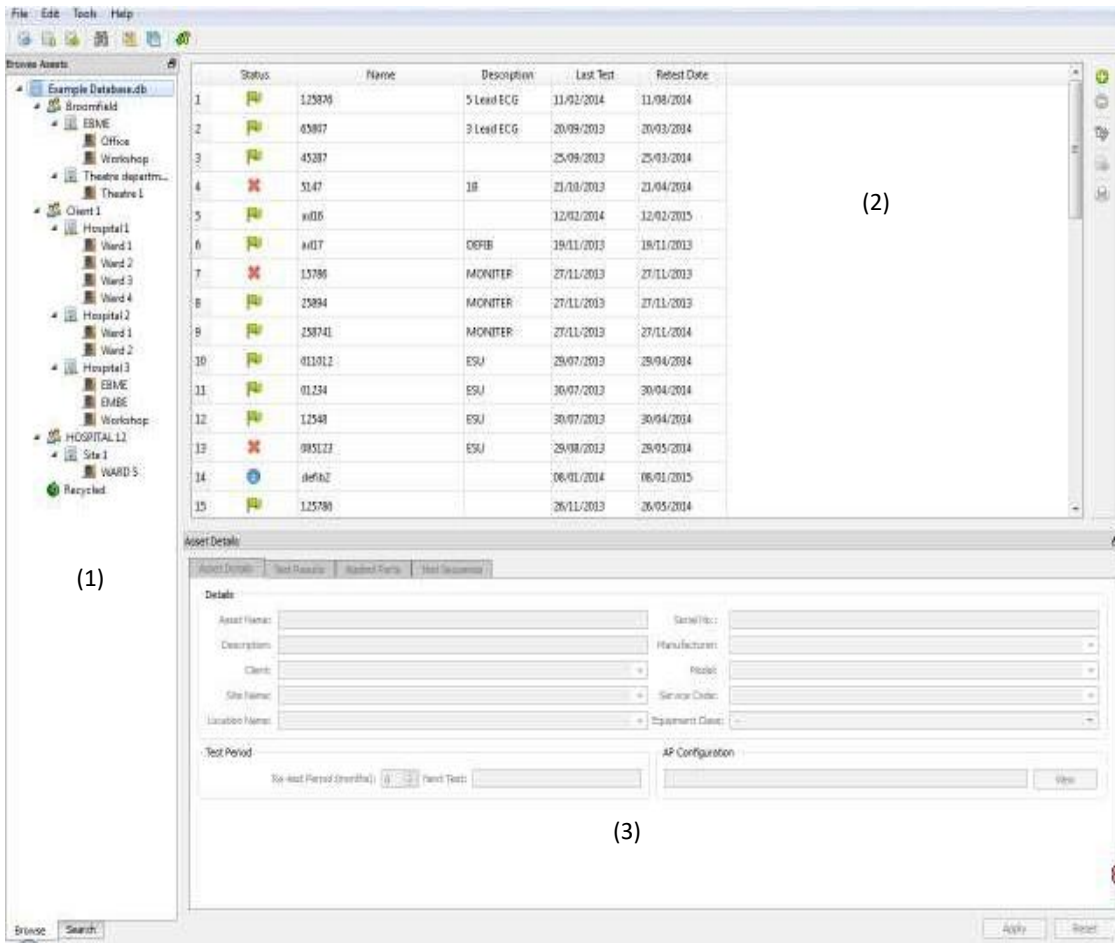 File Edit Tools Help
Browse Assets
Example Database.db
Broomfield
EBME
Office
Workshop
Theatre departm...
Theatre 1
Client 1
Hospital 1
Ward 1
Ward 2
Ward 3
Ward 4
Hospital 2
Ward 1
Ward 2
Hospital 3
EBME
EMBE
Workshop
HOSPITAL 12
Site 1
WARD 5
Recycled
(1)
Browse Search
Status Name Description Last Test Retest Date
1 125876 5 Lead ECG 11/02/2014 11/08/2014
2 65807 3 Lead ECG 20/09/2013 20/03/2014
3 45287 25/09/2013 25/03/2014
4 5147 18 21/10/2013 21/04/2014
5 12/02/2014 12/02/2015
6 DEFIB 19/11/2013 19/11/2013
7 15786 MONITER 27/11/2013 27/11/2013
8 25894 MONITER 27/11/2013 27/11/2013
9 258741 MONITER 27/11/2013 27/11/2014
10 011012 ESU 29/07/2013 29/04/2014
11 01234 ESU 30/07/2013 30/04/2014
12 12548 ESU 30/07/2013 30/04/2014
13 985123 ESU 29/08/2013 29/05/2014
14 defib2 08/01/2014 08/01/2015
15 125786 26/11/2013 26/05/2014
(2)
Asset Details
Asset Details Test Results Applied Parts Test Sequence
Details
Asset Name: Serial No.:
Description: Manufacturer:
Client: Model:
Site Name: Service Code:
Location Name: Equipment Class: -
Test Period AP Configuration
Re-test Period (months): 0 Next Test: View
(3)
Apply Reset